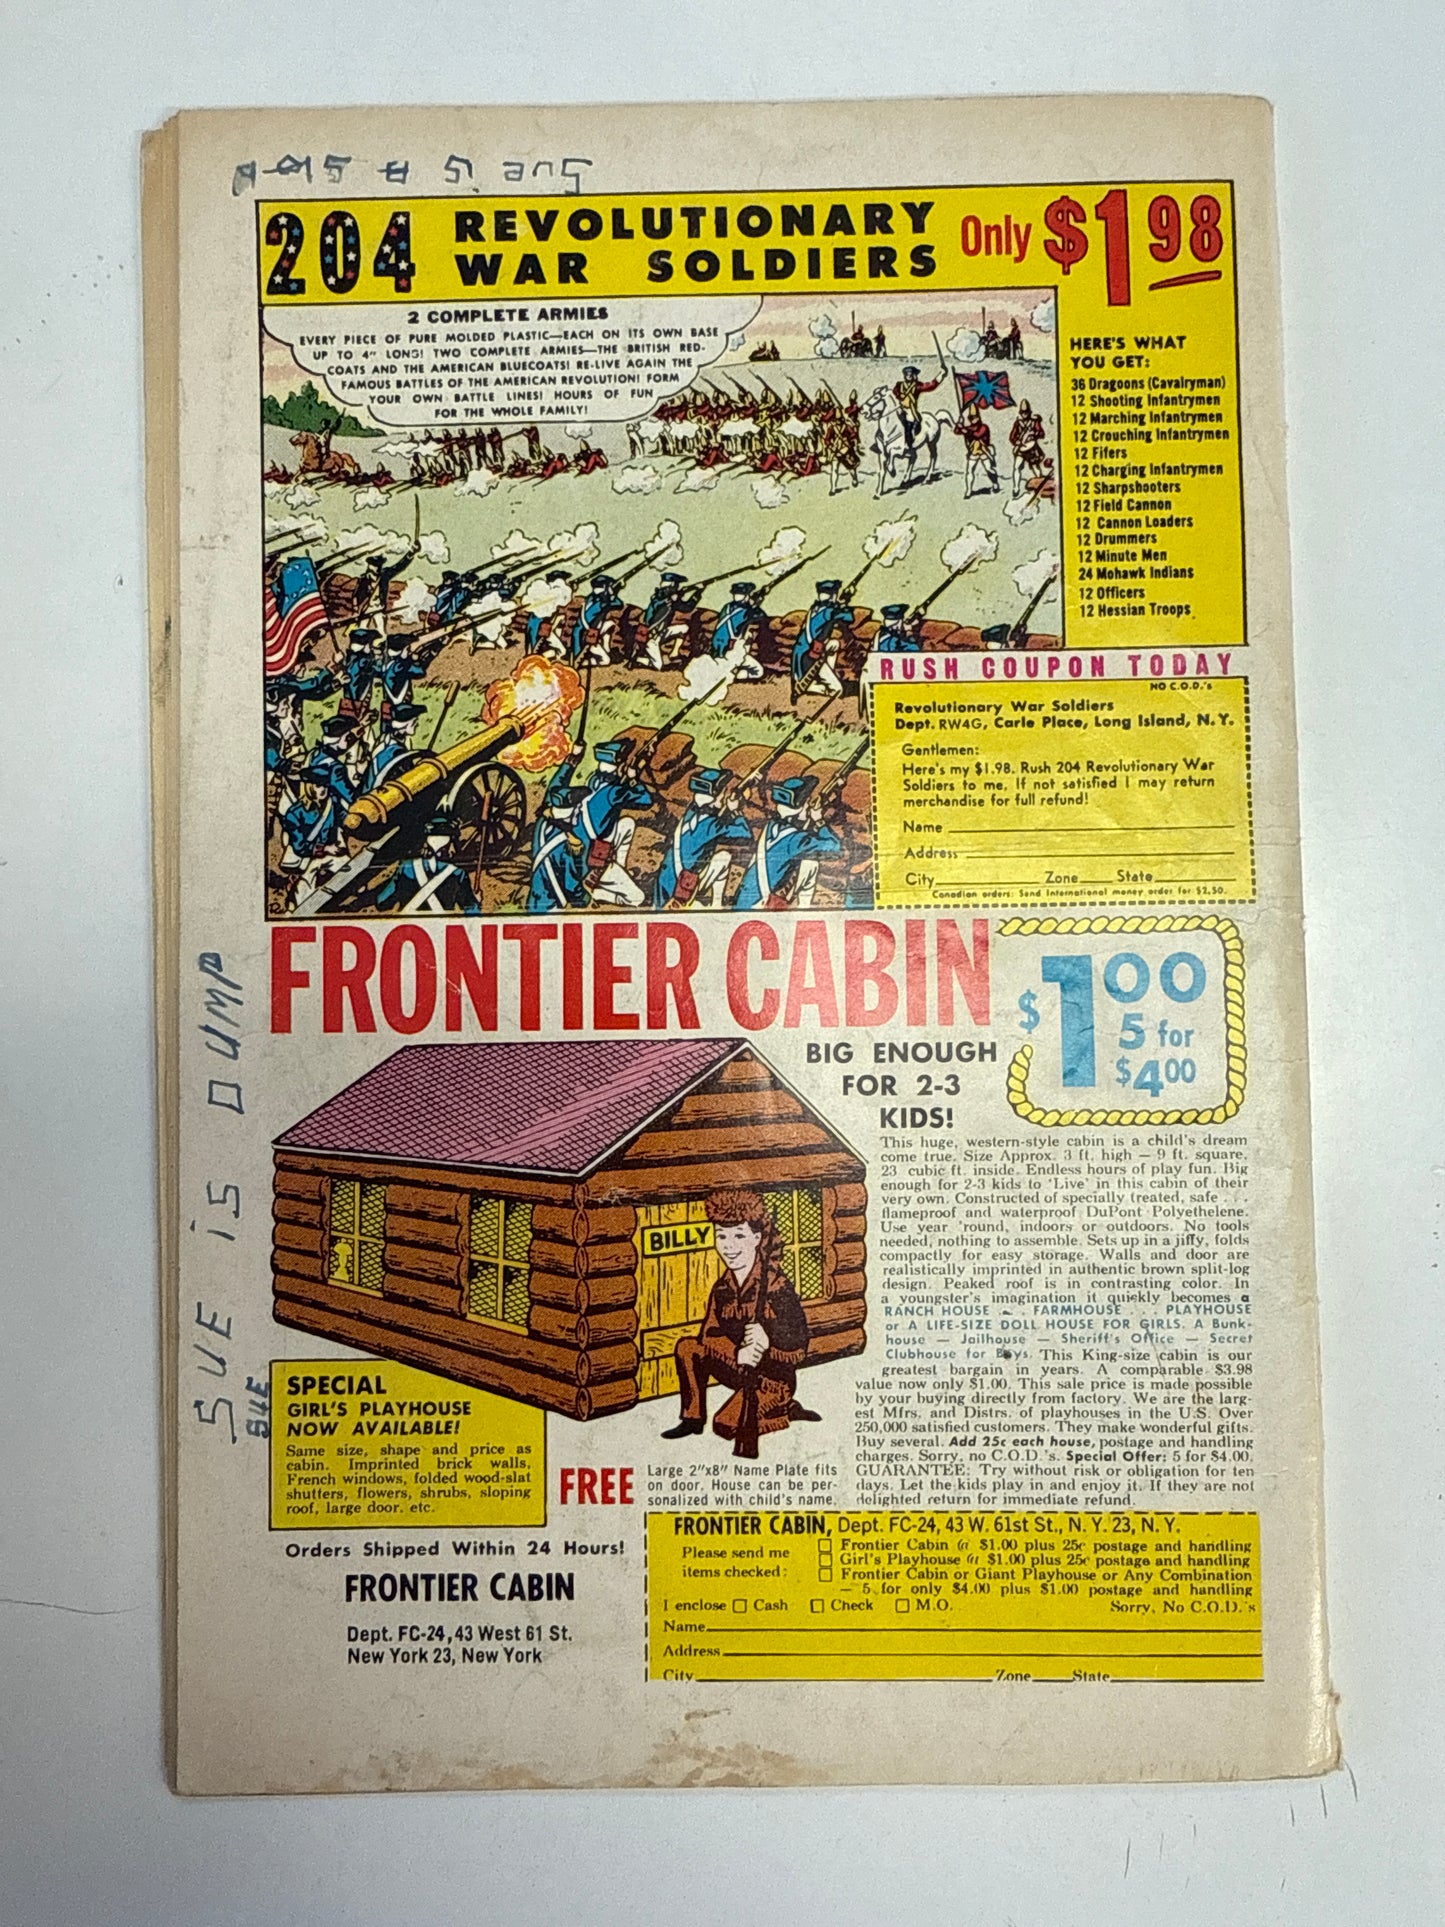 SUE IS A
204 REVOLUTIONARY WAR SOLDIERS Only $1.98
2 COMPLETE ARMIES
EVERY PIECE OF PURE MOLDED PLASTIC—EACH ON ITS OWN BASE
UP TO 4" LONG! TWO COMPLETE ARMIES—THE BRITISH RED-
COATS AND THE AMERICAN BLUECOATS! RE-LIVE AGAIN THE
FAMOUS BATTLES OF THE AMERICAN REVOLUTION! FORM
YOUR OWN BATTLE LINES! HOURS OF FUN
FOR THE WHOLE FAMILY!
HERE'S WHAT
YOU GET:
36 Dragoons (Cavalryman)
12 Shooting Infantrymen
12 Marching Infantrymen
12 Crouching Infantrymen
12 Fifers
12 Charging Infantrymen
12 Sharpshooters
12 Field Cannon
12 Cannon Loaders
12 Drummers
12 Minute Men
24 Mohawk Indians
12 Officers
12 Hessian Troops
RUSH COUPON TODAY
NO C.O.D.'s
Revolutionary War Soldiers
Dept. RW4G, Carle Place, Long Island, N.Y.
Gentlemen:
Here's my $1.98. Rush 204 Revolutionary War
Soldiers to me. If not satisfied I may return
merchandise for full refund!
Name
Address
City Zone State
Canadian orders: Send International money order for $2.50.
FRONTIER CABIN
$1.00
5 for
$4.00
BIG ENOUGH
FOR 2-3
KIDS!
This huge, western-style cabin is a child's dream
come true. Size Approx. 3 ft. high — 9 ft. square,
23 cubic ft. inside. Endless hours of play fun. Big
enough for 2-3 kids to 'Live' in this cabin of their
very own. Constructed of specially treated, safe . . .
flameproof and waterproof DuPont Polyethelene.
Use year 'round, indoors or outdoors. No tools
needed, nothing to assemble. Sets up in a jiffy, folds
compactly for easy storage. Walls and door are
realistically imprinted in authentic brown split-log
design. Peaked roof is in contrasting color. In
a youngster's imagination it quickly becomes a
RANCH HOUSE . . . FARMHOUSE . . . PLAYHOUSE
or A LIFE-SIZE DOLL HOUSE FOR GIRLS. A Bunk-
house — Jailhouse — Sheriff's Office — Secret
Clubhouse for Boys. This King-size cabin is our
greatest bargain in years. A comparable $3.98
value now only $1.00. This sale price is made possible
by your buying directly from factory. We are the larg-
est Mfrs. and Distrs. of playhouses in the U.S. Over
250,000 satisfied customers. They make wonderful gifts.
Buy several. Add 25c each house, postage and handling
charges. Sorry, no C.O.D.'s. Special Offer: 5 for $4.00.
GUARANTEE: Try without risk or obligation for ten
days. Let the kids play in and enjoy it. If they are not
delighted return for immediate refund.
BILLY
SUE IS DUMP
SUE
SPECIAL
GIRL'S PLAYHOUSE
NOW AVAILABLE!
Same size, shape and price as
cabin. Imprinted brick walls,
French windows, folded wood-slat
shutters, flowers, shrubs, sloping
roof, large door, etc.
FREE
Large 2"x8" Name Plate fits
on door. House can be per-
sonalized with child's name.
Orders Shipped Within 24 Hours!
FRONTIER CABIN
Dept. FC-24, 43 West 61 St.
New York 23, New York
FRONTIER CABIN, Dept. FC-24, 43 W. 61st St., N. Y. 23, N. Y.
Please send me
items checked:
Frontier Cabin @ $1.00 plus 25c postage and handling
Girl's Playhouse @ $1.00 plus 25c postage and handling
Frontier Cabin or Giant Playhouse or Any Combination
— 5 for only $4.00 plus $1.00 postage and handling
I enclose Cash Check M.O. Sorry, No C.O.D.'s
Name
Address
City Zone State